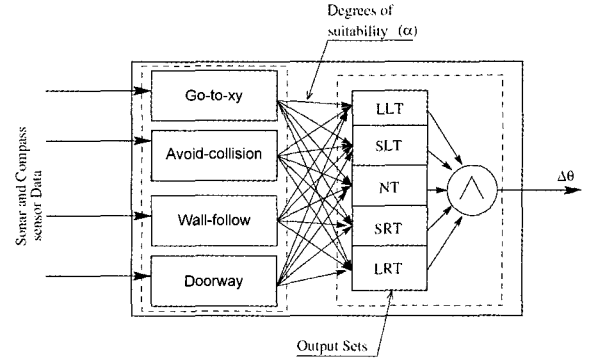 Degrees of
suitability (α)
Sonar and Compass
sensor Data
Go-to-xy
Avoid-collision
Wall-follow
Doorway
LLT
SLT
NT
SRT
LRT
∧
Δθ
Output Sets